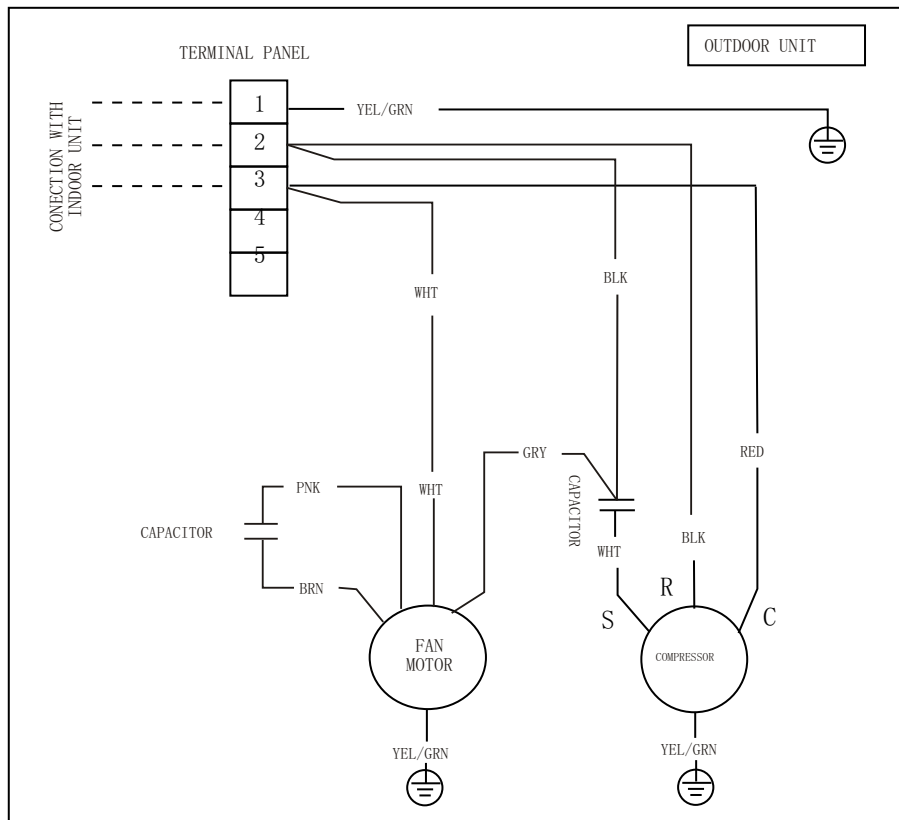 OUTDOOR UNIT
TERMINAL PANEL
CONECTION WITH
INDOOR UNIT
1
YEL/GRN
2
3
4
5
BLK
WHT
RED
GRY
CAPACITOR
PNK
WHT
CAPACITOR
BLK
WHT
BRN
R
S
C
FAN
MOTOR
COMPRESSOR
YEL/GRN
YEL/GRN